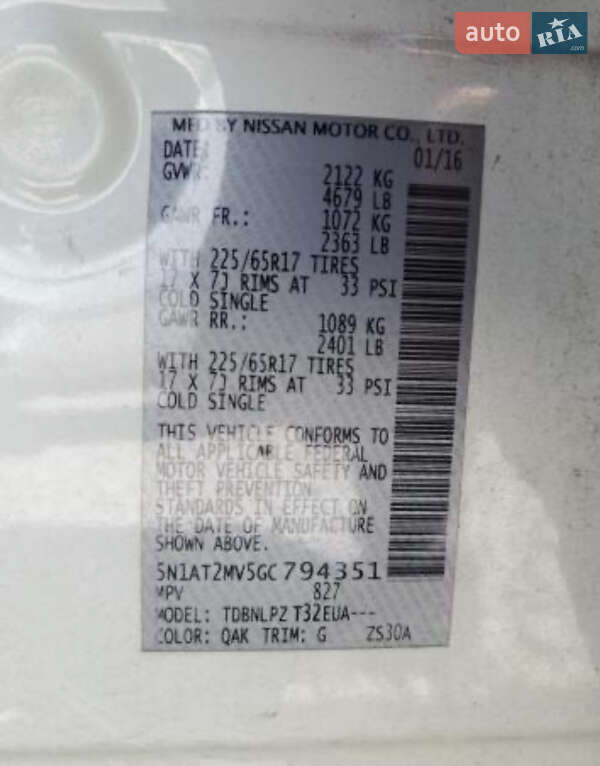 auto RIA.com
MFD BY NISSAN MOTOR CO., LTD.
DATE: 01/16
GVWR: 2122 KG
4679 LB
GAWR FR.: 1072 KG
2363 LB
WITH 225/65R17 TIRES
17 X 7J RIMS AT 33 PSI
COLD SINGLE
GAWR RR.: 1089 KG
2401 LB
WITH 225/65R17 TIRES
17 X 7J RIMS AT 33 PSI
COLD SINGLE
THIS VEHICLE CONFORMS TO
ALL APPLICABLE FEDERAL
MOTOR VEHICLE SAFETY AND
THEFT PREVENTION
STANDARDS IN EFFECT ON
THE DATE OF MANUFACTURE
SHOWN ABOVE.
5N1AT2MV5GC794351
MPV 827
MODEL: TDBNLPZ T32EUA---
COLOR: QAK TRIM: G ZS30A